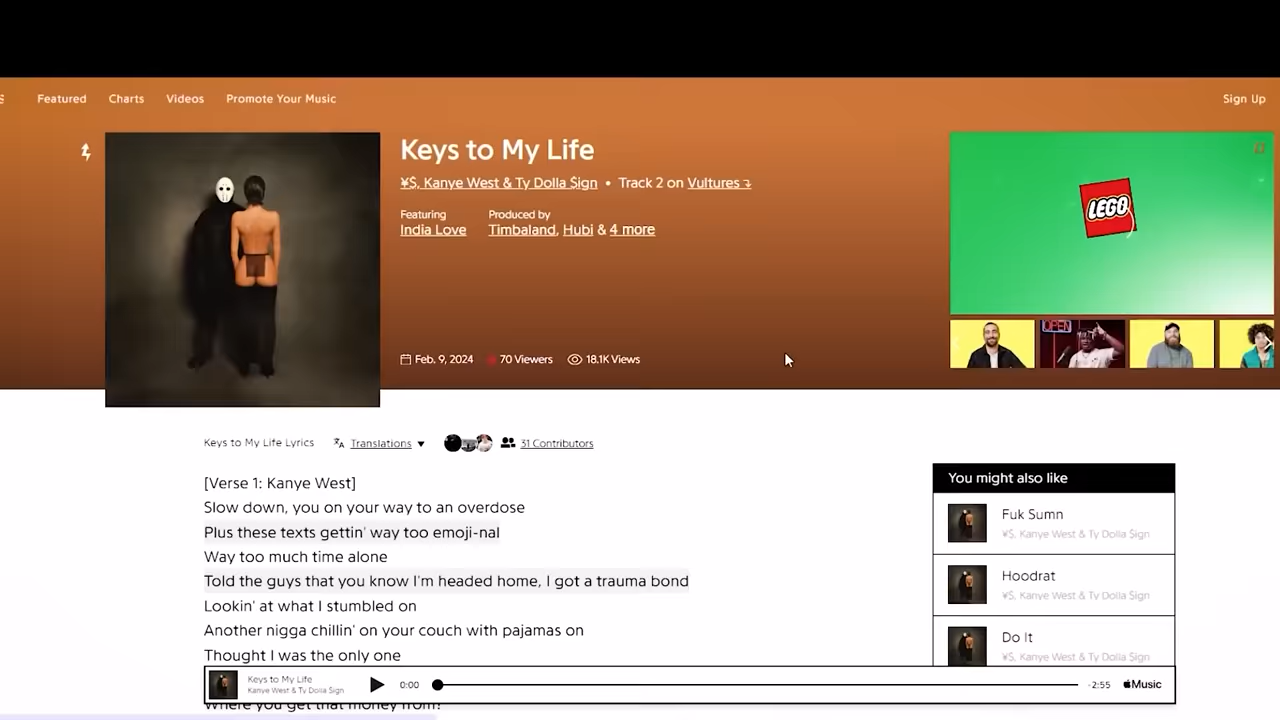 Featured Charts Videos Promote Your Music Sign Up
Keys to My Life
¥$, Kanye West & Ty Dolla $ign • Track 2 on Vultures
Featuring Produced by
India Love Timbaland, Hubi & 4 more
LEGO
OPEN
Feb. 9, 2024 70 Viewers 18.1K Views
Keys to My Life Lyrics Translations 31 Contributors
[Verse 1: Kanye West]
Slow down, you on your way to an overdose
Plus these texts gettin' way too emoji-nal
Way too much time alone
Told the guys that you know I'm headed home, I got a trauma bond
Lookin' at what I stumbled on
Another nigga chillin' on your couch with pajamas on
Thought I was the only one
Where you get that money from?
You might also like
Fuk Sumn
¥$, Kanye West & Ty Dolla $ign
Hoodrat
¥$, Kanye West & Ty Dolla $ign
Do It
¥$, Kanye West & Ty Dolla $ign
Keys to My Life
Kanye West & Ty Dolla $ign
0:00 -2:55 Music